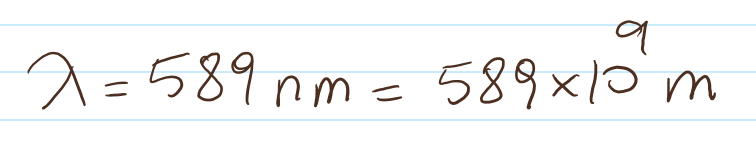 λ = 589 nm = 589 × 10⁹ m